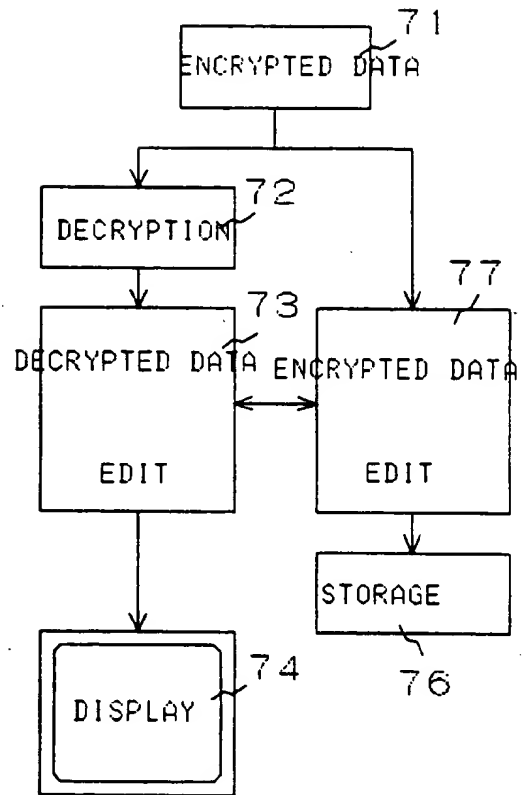 71
ENCRYPTED DATA
72
DECRYPTION
73
DECRYPTED DATA
EDIT
77
ENCRYPTED DATA
EDIT
STORAGE
76
74
DISPLAY